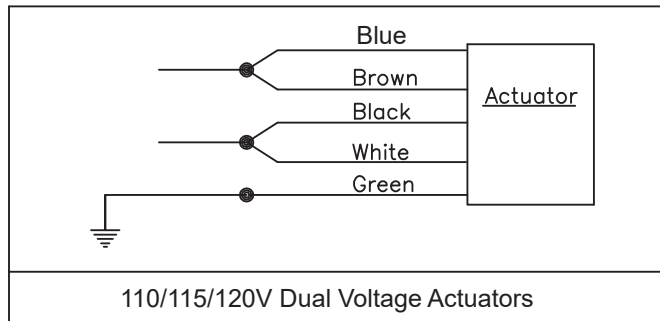 Blue
Brown
Actuator
Black
White
Green
110/115/120V Dual Voltage Actuators